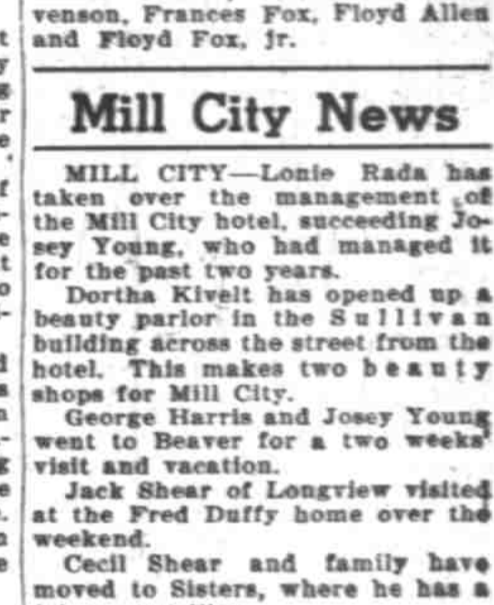 venson, Frances Fox, Floyd Allen
and Floyd Fox, jr.
Mill City News
MILL CITY—Lonie Rada has
taken over the management of
the Mill City hotel, succeeding Jo-
sey Young, who had managed it
for the past two years.
Dortha Kivelt has opened up a
beauty parlor in the Sullivan
building across the street from the
hotel. This makes two beauty
shops for Mill City.
George Harris and Josey Young
went to Beaver for a two weeks'
visit and vacation.
Jack Shear of Longview visited
at the Fred Duffy home over the
weekend.
Cecil Shear and family have
moved to Sisters, where he has a